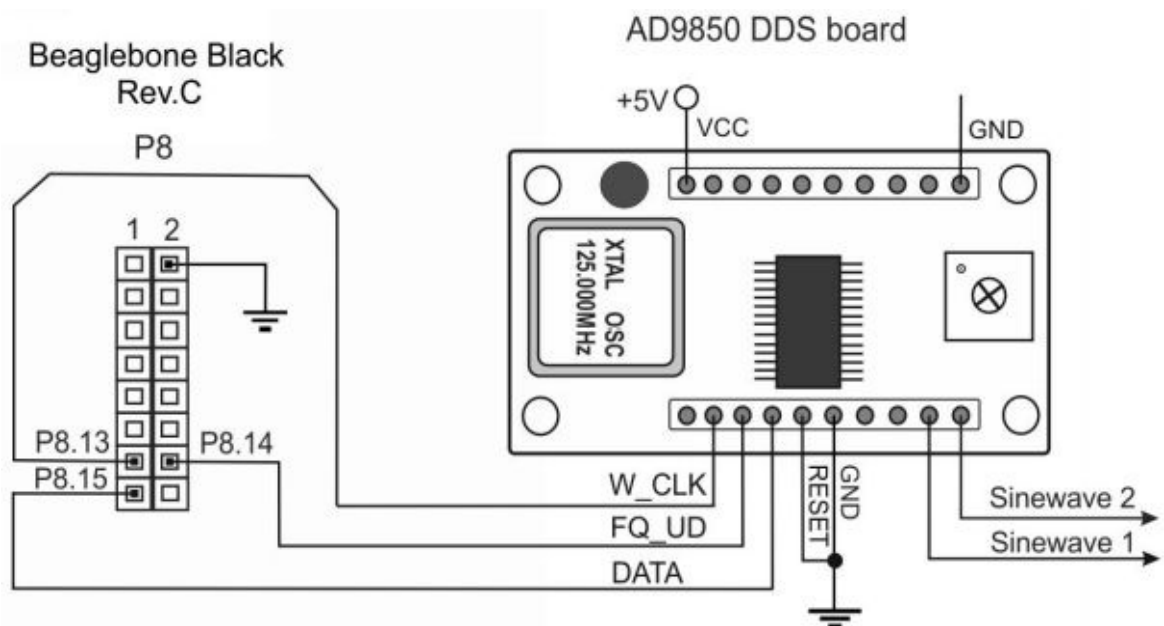 AD9850 DDS board
Beaglebone Black
Rev.C
P8
+5V
VCC
GND
1 2
XTAL OSC
125.000MHz
P8.13
P8.14
P8.15
W_CLK
FQ_UD
DATA
RESET
GND
Sinewave 2
Sinewave 1